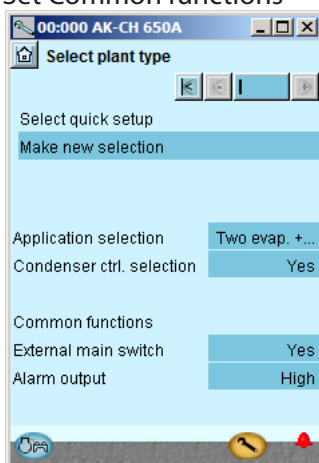 Set Common functions
00:000 AK-CH 650A
Select plant type
Select quick setup
Make new selection
Application selection Two evap. +...
Condenser ctrl. selection Yes
Common functions
External main switch Yes
Alarm output High